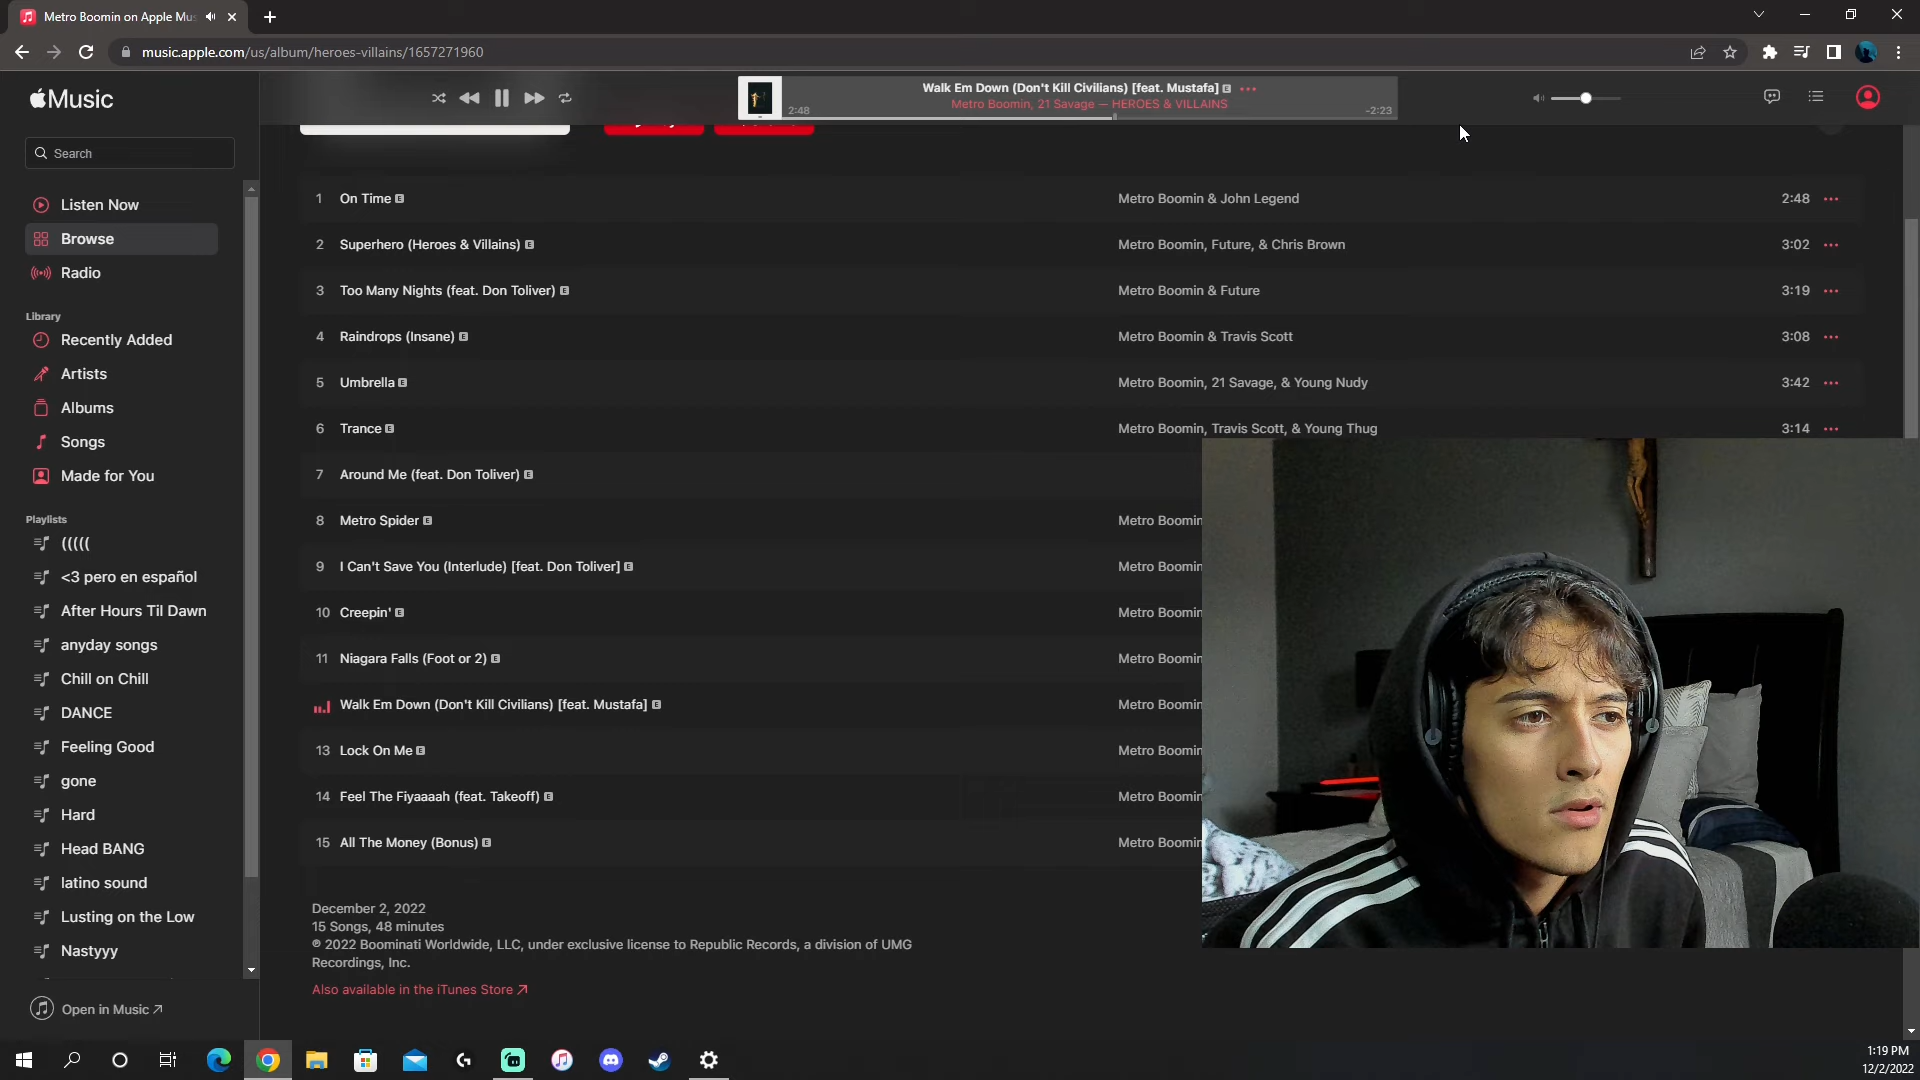 Metro Boomin on Apple Mus
music.apple.com/us/album/heroes-villains/1657271960
Music
Walk Em Down (Don't Kill Civilians) [feat. Mustafa] E
Metro Boomin, 21 Savage — HEROES & VILLAINS
2:48
-2:23
Search
Listen Now
Browse
Radio
Library
Recently Added
Artists
Albums
Songs
Made for You
Playlists
(((((
<3 pero en español
After Hours Til Dawn
anyday songs
Chill on Chill
DANCE
Feeling Good
gone
Hard
Head BANG
latino sound
Lusting on the Low
Nastyyy
Open in Music
1 On Time E Metro Boomin & John Legend 2:48
2 Superhero (Heroes & Villains) E Metro Boomin, Future, & Chris Brown 3:02
3 Too Many Nights (feat. Don Toliver) E Metro Boomin & Future 3:19
4 Raindrops (Insane) E Metro Boomin & Travis Scott 3:08
5 Umbrella E Metro Boomin, 21 Savage, & Young Nudy 3:42
6 Trance E Metro Boomin, Travis Scott, & Young Thug 3:14
7 Around Me (feat. Don Toliver) E
8 Metro Spider E Metro Boomin
9 I Can't Save You (Interlude) [feat. Don Toliver] E Metro Boomin
10 Creepin' E Metro Boomin
11 Niagara Falls (Foot or 2) E Metro Boomin
Walk Em Down (Don't Kill Civilians) [feat. Mustafa] E Metro Boomin
13 Lock On Me E Metro Boomin
14 Feel The Fiyaaaah (feat. Takeoff) E Metro Boomin
15 All The Money (Bonus) E Metro Boomin
December 2, 2022
15 Songs, 48 minutes
℗ 2022 Boominati Worldwide, LLC, under exclusive license to Republic Records, a division of UMG
Recordings, Inc.
Also available in the iTunes Store
1:19 PM
12/2/2022